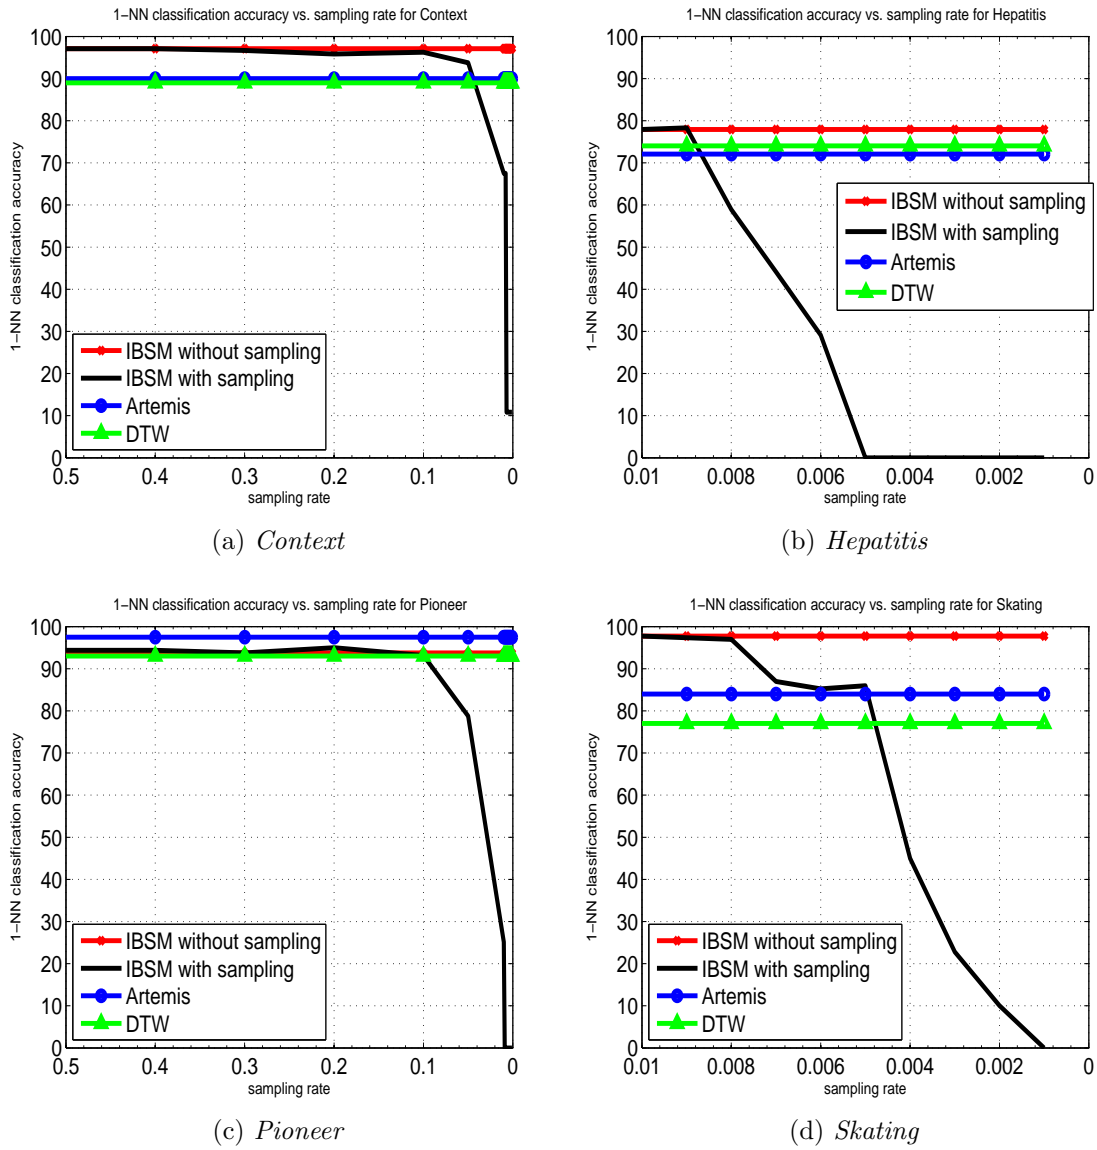 1−NN classification accuracy vs. sampling rate for Context
100
90
80
70
60
50
40
30
20
10
0
1−NN classification accuracy
IBSM without sampling
IBSM with sampling
Artemis
DTW
0.5 0.4 0.3 0.2 0.1 0
sampling rate
(a) Context
1−NN classification accuracy vs. sampling rate for Hepatitis
100
90
80
70
60
50
40
30
20
10
0
1−NN classification accuracy
IBSM without sampling
IBSM with sampling
Artemis
DTW
0.01 0.008 0.006 0.004 0.002 0
sampling rate
(b) Hepatitis
1−NN classification accuracy vs. sampling rate for Pioneer
100
90
80
70
60
50
40
30
20
10
0
1−NN classification accuracy
IBSM without sampling
IBSM with sampling
Artemis
DTW
0.5 0.4 0.3 0.2 0.1 0
sampling rate
(c) Pioneer
1−NN classification accuracy vs. sampling rate for Skating
100
90
80
70
60
50
40
30
20
10
0
1−NN classification accuracy
IBSM without sampling
IBSM with sampling
Artemis
DTW
0.01 0.008 0.006 0.004 0.002 0
sampling rate
(d) Skating